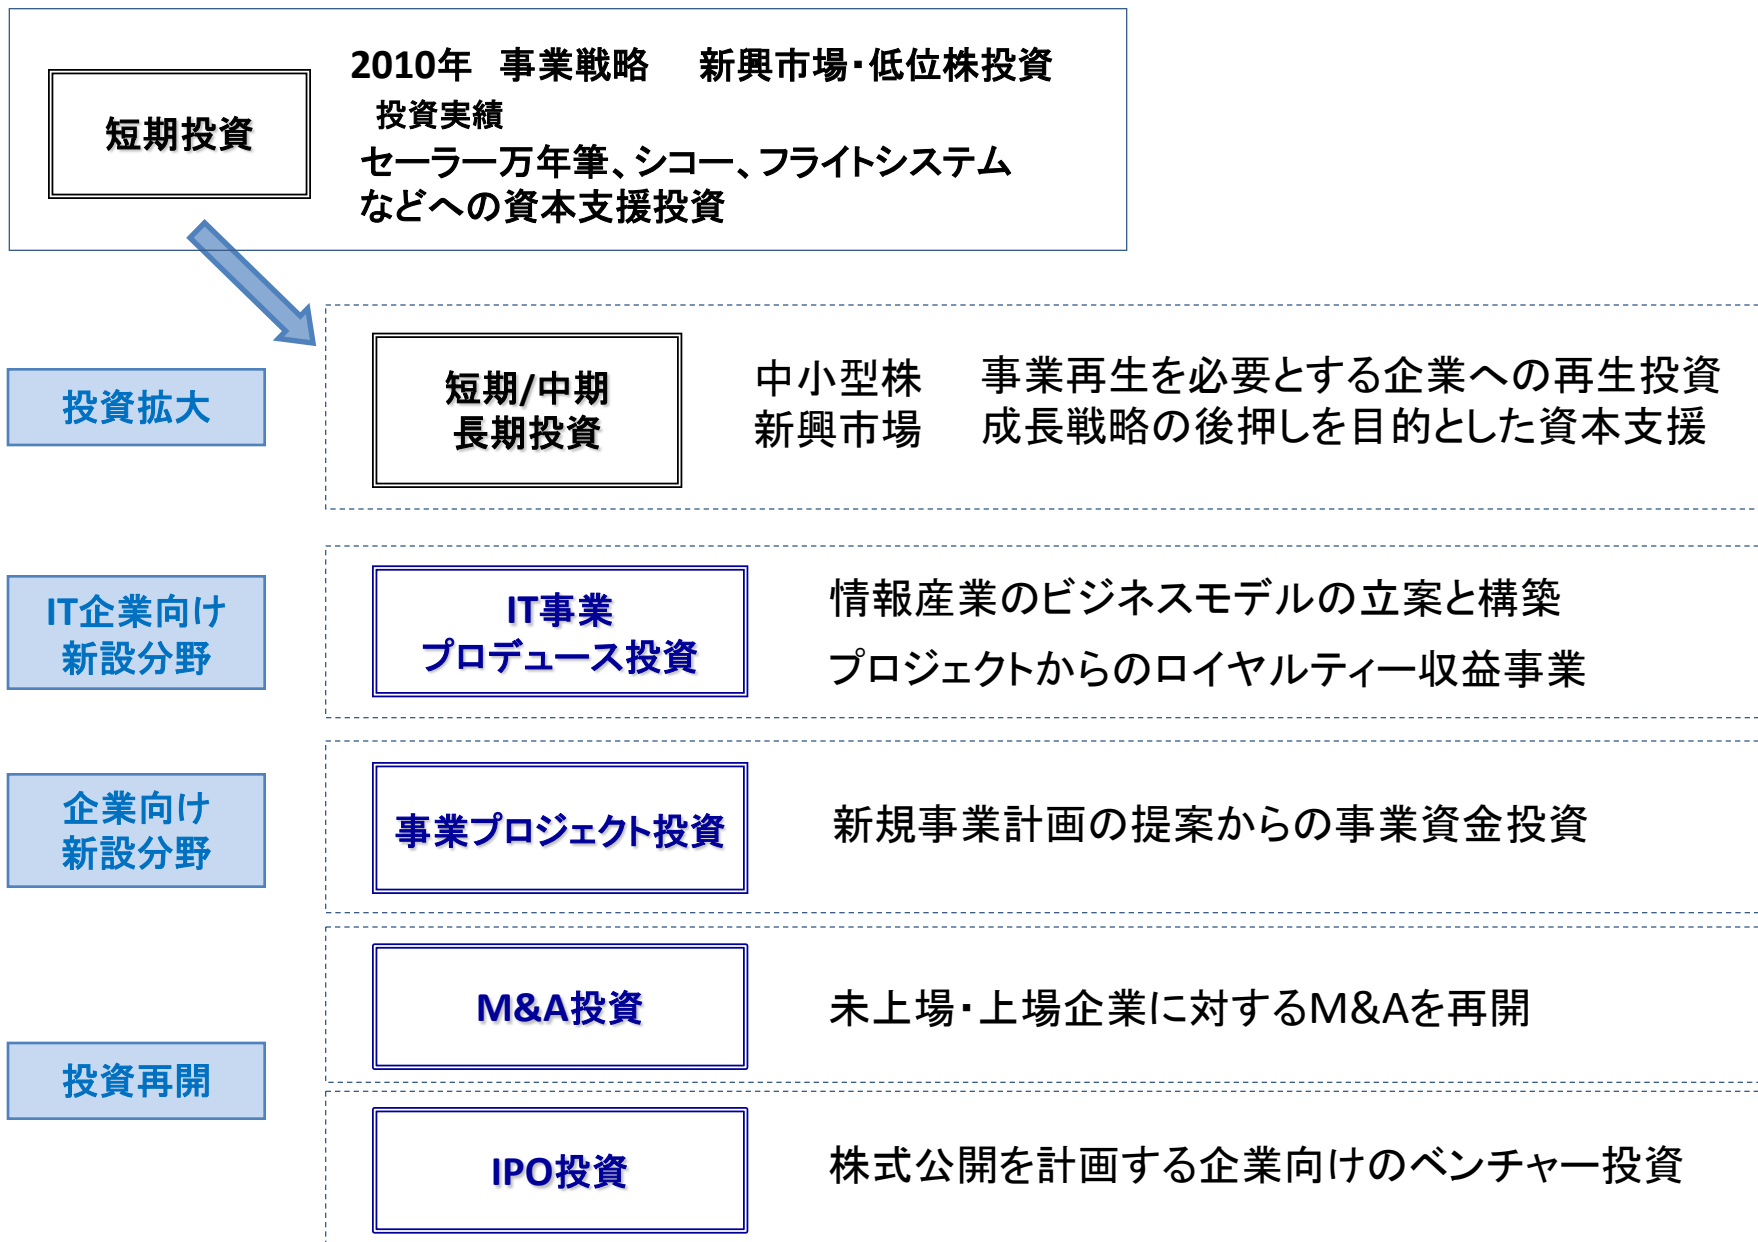 2010年 事業戦略 新興市場・低位株投資
短期投資
投資実績
セーラー万年筆、シコー、フライトシステム
などへの資本支援投資
投資拡大
短期/中期
長期投資
中小型株 事業再生を必要とする企業への再生投資
新興市場 成長戦略の後押しを目的とした資本支援
IT企業向け
新設分野
IT事業
プロデュース投資
情報産業のビジネスモデルの立案と構築
プロジェクトからのロイヤルティー収益事業
企業向け
新設分野
事業プロジェクト投資
新規事業計画の提案からの事業資金投資
投資再開
M&A投資
未上場・上場企業に対するM&Aを再開
IPO投資
株式公開を計画する企業向けのベンチャー投資